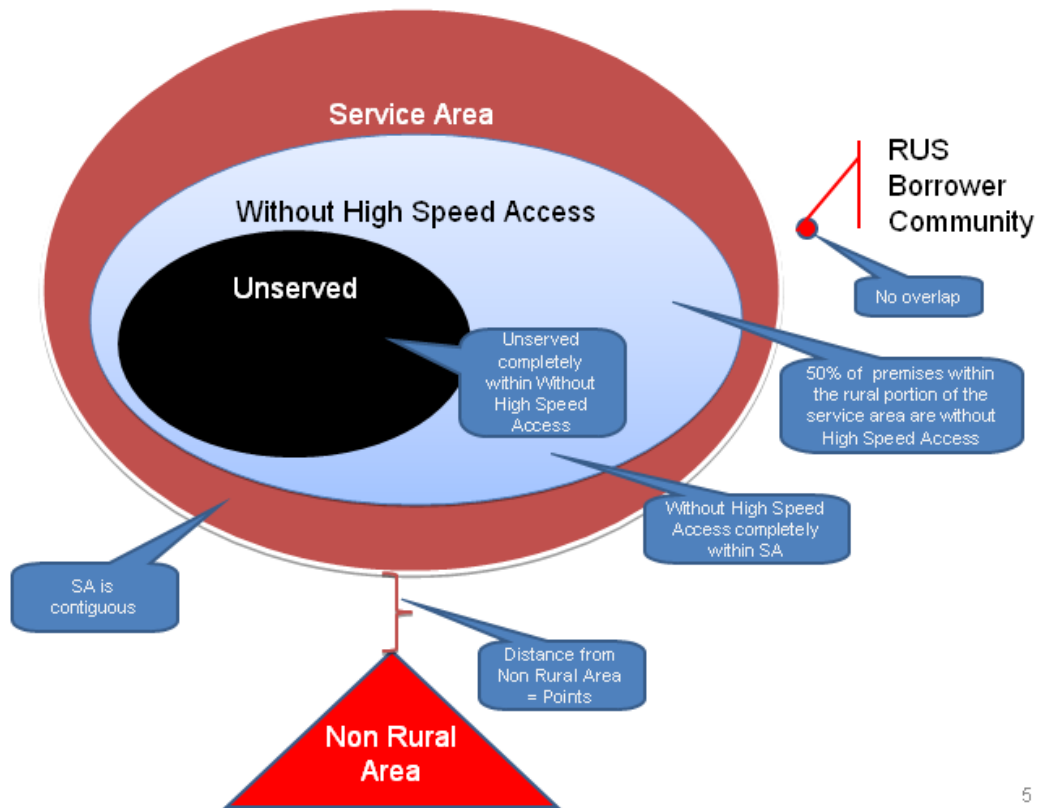 Service Area
RUS
Borrower
Community
Without High Speed Access
Unserved
No overlap
Unserved
completely
within Without
High Speed
Access
50% of premises within
the rural portion of the
service area are without
High Speed Access
Without High Speed
Access completely
within SA
SA is
contiguous
Distance from
Non Rural Area
= Points
Non Rural
Area
5